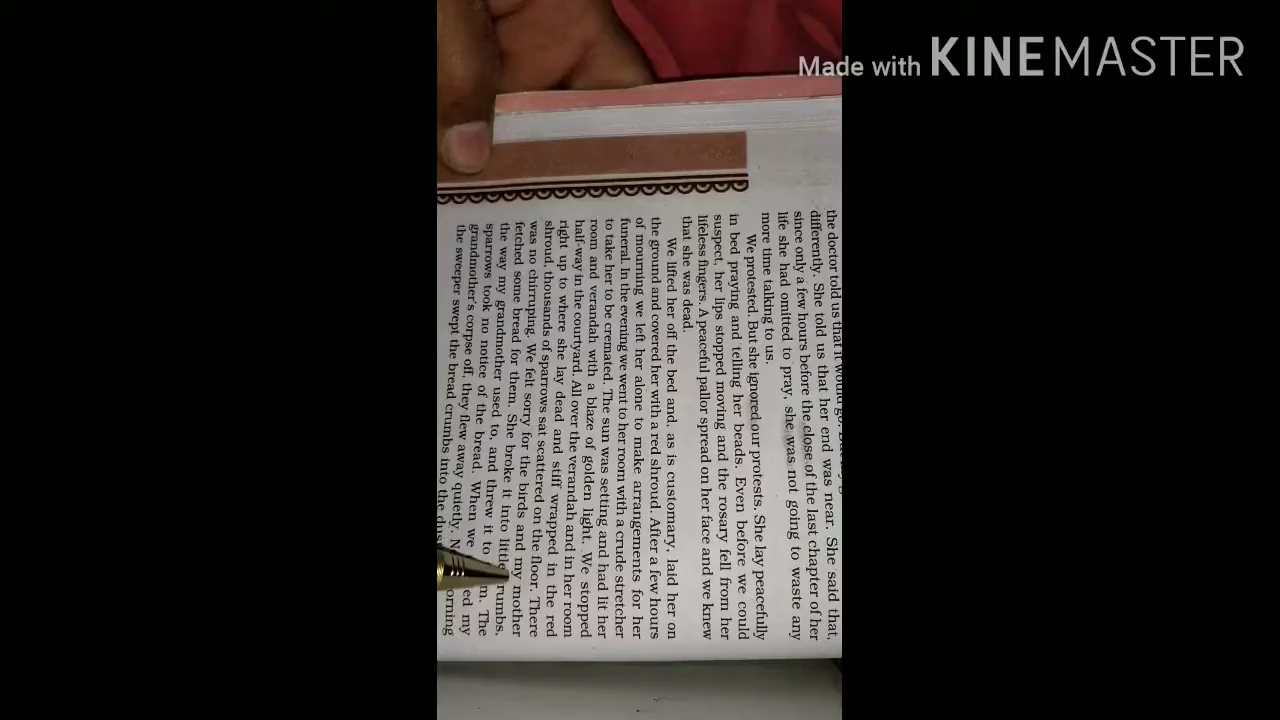 Made with KINEMASTER
the doctor told us that it would go.
differently. She told us that her end was near. She said that,
since only a few hours before the close of the last chapter of her
life she had omitted to pray, she was not going to waste any
more time talking to us.
We protested. But she ignored our protests. She lay peacefully
in bed praying and telling her beads. Even before we could
suspect, her lips stopped moving and the rosary fell from her
lifeless fingers. A peaceful pallor spread on her face and we knew
that she was dead.
We lifted her off the bed and, as is customary, laid her on
the ground and covered her with a red shroud. After a few hours
of mourning we left her alone to make arrangements for her
funeral. In the evening we went to her room with a crude stretcher
to take her to be cremated. The sun was setting and had lit her
room and verandah with a blaze of golden light. We stopped
half-way in the courtyard. All over the verandah and in her room
right up to where she lay dead and stiff wrapped in the red
shroud, thousands of sparrows sat scattered on the floor. There
was no chirruping. We felt sorry for the birds and my mother
fetched some bread for them. She broke it into little
the way my grandmother used to, and threw it to The
sparrows took no notice of the bread. When we my
grandmother's corpse off, they flew away quietly.
the sweeper swept the bread crumbs into the